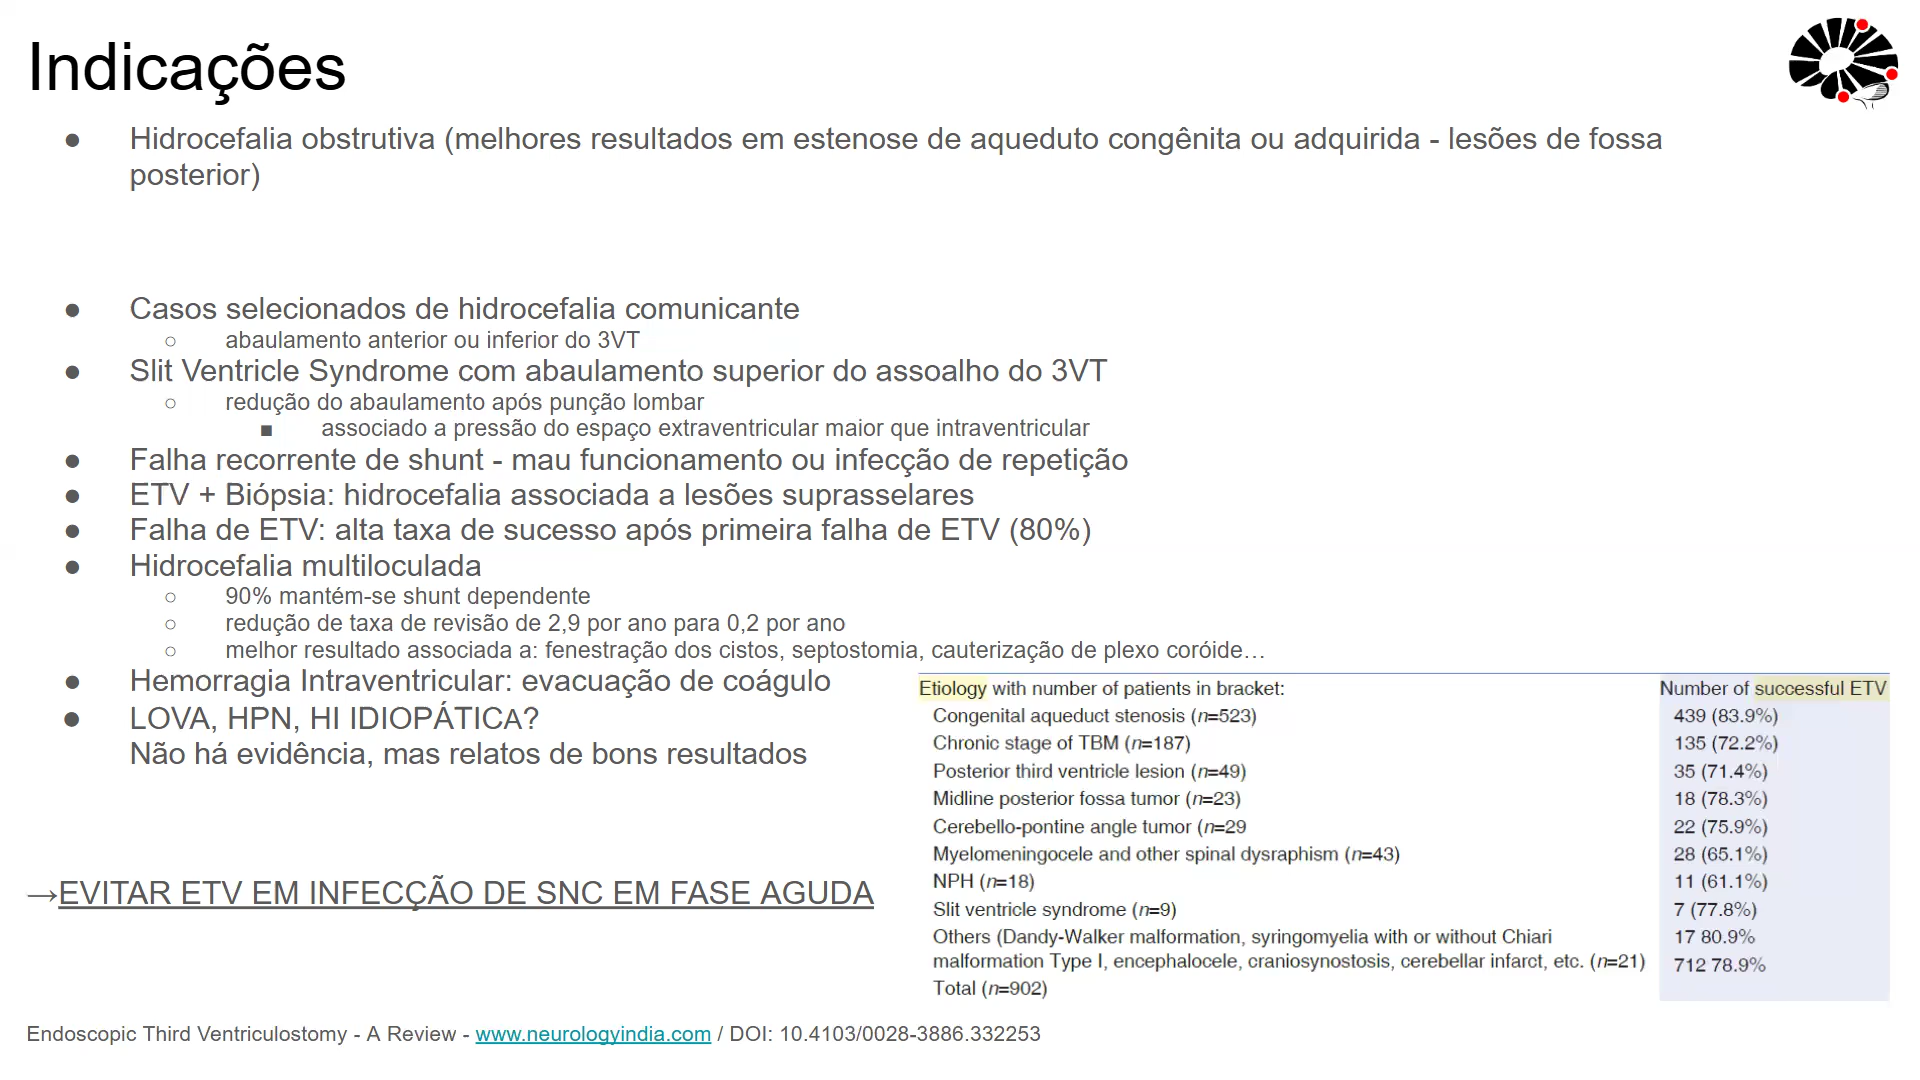 Indicações
● Hidrocefalia obstrutiva (melhores resultados em estenose de aqueduto congênita ou adquirida - lesões de fossa
posterior)
● Casos selecionados de hidrocefalia comunicante
○ abaulamento anterior ou inferior do 3VT
● Slit Ventricle Syndrome com abaulamento superior do assoalho do 3VT
○ redução do abaulamento após punção lombar
■ associado a pressão do espaço extraventricular maior que intraventricular
● Falha recorrente de shunt - mau funcionamento ou infecção de repetição
● ETV + Biópsia: hidrocefalia associada a lesões suprasselares
● Falha de ETV: alta taxa de sucesso após primeira falha de ETV (80%)
● Hidrocefalia multiloculada
○ 90% mantém-se shunt dependente
○ redução de taxa de revisão de 2,9 por ano para 0,2 por ano
○ melhor resultado associada a: fenestração dos cistos, septostomia, cauterização de plexo coróide…
● Hemorragia Intraventricular: evacuação de coágulo
● LOVA, HPN, HI IDIOPÁTICA?
Não há evidência, mas relatos de bons resultados
→EVITAR ETV EM INFECÇÃO DE SNC EM FASE AGUDA
Etiology with number of patients in bracket: Number of successful ETV
Congenital aqueduct stenosis (n=523) 439 (83.9%)
Chronic stage of TBM (n=187) 135 (72.2%)
Posterior third ventricle lesion (n=49) 35 (71.4%)
Midline posterior fossa tumor (n=23) 18 (78.3%)
Cerebello-pontine angle tumor (n=29 22 (75.9%)
Myelomeningocele and other spinal dysraphism (n=43) 28 (65.1%)
NPH (n=18) 11 (61.1%)
Slit ventricle syndrome (n=9) 7 (77.8%)
Others (Dandy-Walker malformation, syringomyelia with or without Chiari 17 80.9%
malformation Type I, encephalocele, craniosynostosis, cerebellar infarct, etc. (n=21) 712 78.9%
Total (n=902)
Endoscopic Third Ventriculostomy - A Review - www.neurologyindia.com / DOI: 10.4103/0028-3886.332253